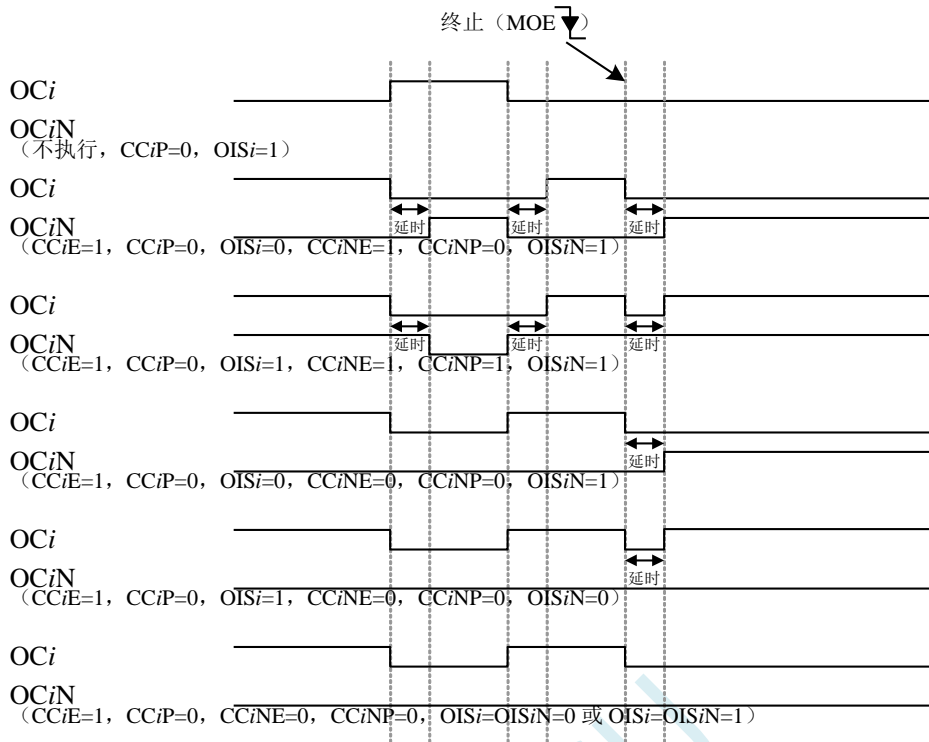 终止（MOE）
OCi
OCiN
（不执行，CCiP=0，OISi=1）
OCi
OCiN
延时 延时 延时
（CCiE=1，CCiP=0，OISi=0，CCiNE=1，CCiNP=0，OISiN=1）
OCi
OCiN
延时 延时 延时
（CCiE=1，CCiP=0，OISi=1，CCiNE=1，CCiNP=1，OISiN=1）
OCi
OCiN
延时
（CCiE=1，CCiP=0，OISi=0，CCiNE=0，CCiNP=0，OISiN=1）
OCi
OCiN
延时
（CCiE=1，CCiP=0，OISi=1，CCiNE=0，CCiNP=0，OISiN=0）
OCi
OCiN
（CCiE=1，CCiP=0，CCiNE=0，CCiNP=0，OISi=OISiN=0 或 OISi=OISiN=1）